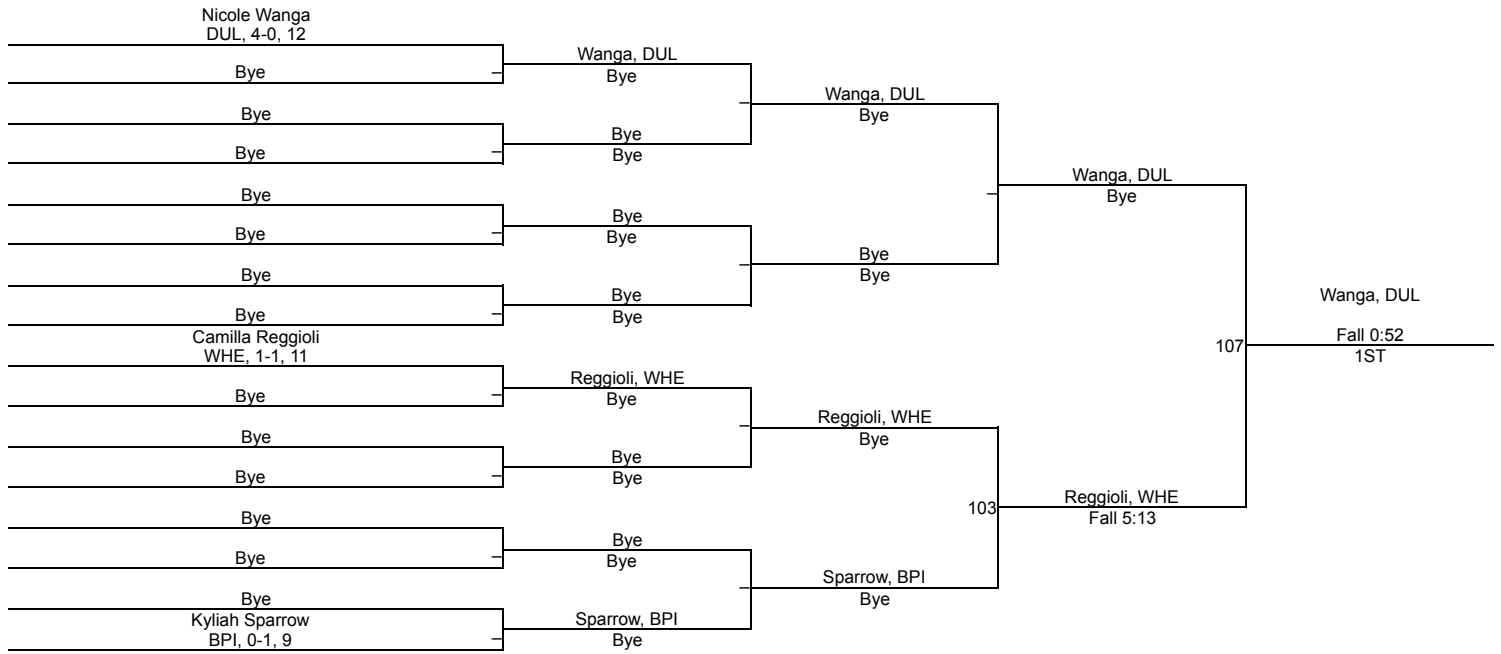 Nicole Wanga
DUL, 4-0, 12
Bye
Bye
Bye
Bye
Bye
Bye
Bye
Camilla Reggioli
WHE, 1-1, 11
Bye
Bye
Bye
Bye
Bye
Bye
Kyliah Sparrow
BPI, 0-1, 9
Wanga, DUL
Bye
Bye
Bye
Bye
Bye
Bye
Bye
Reggioli, WHE
Bye
Bye
Bye
Bye
Bye
Sparrow, BPI
Bye
Wanga, DUL
Bye
Bye
Bye
Reggioli, WHE
Bye
Sparrow, BPI
Bye
Wanga, DUL
Bye
103
Reggioli, WHE
Fall 5:13
107
Wanga, DUL
Fall 0:52
1ST